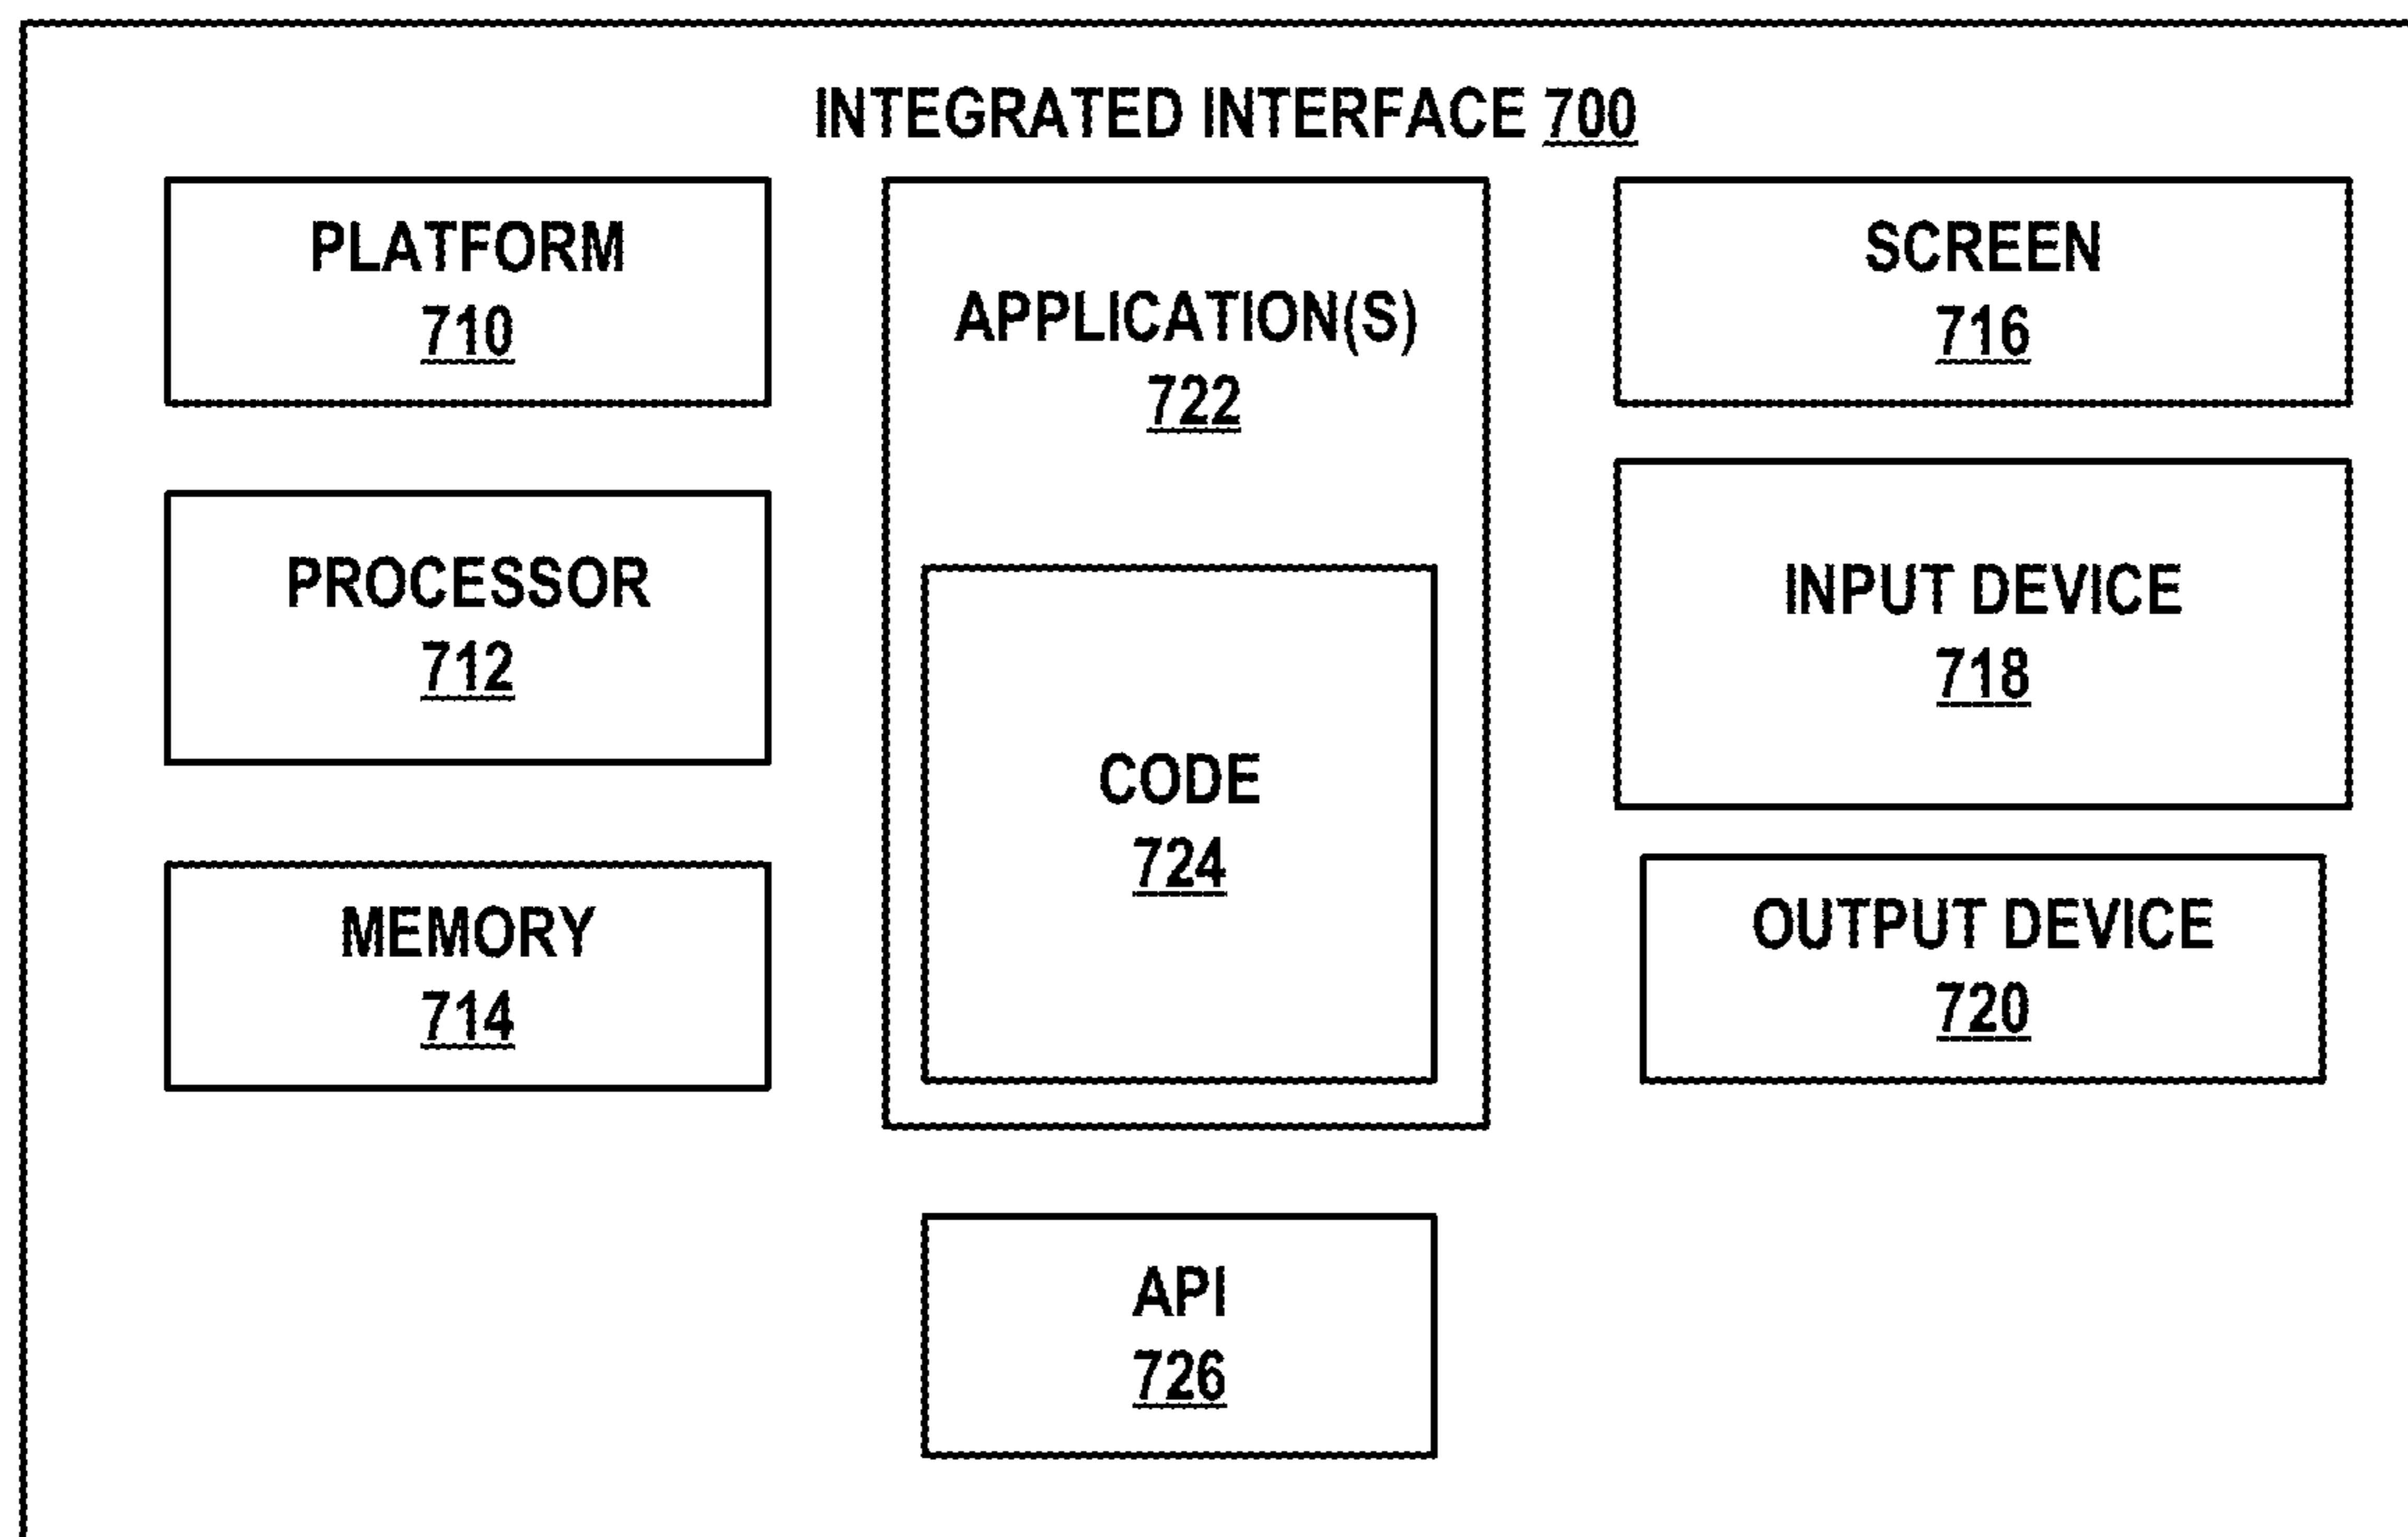 INTEGRATED INTERFACE 700
PLATFORM
710
PROCESSOR
712
MEMORY
714
APPLICATION(S)
722
CODE
724
API
726
SCREEN
716
INPUT DEVICE
718
OUTPUT DEVICE
720